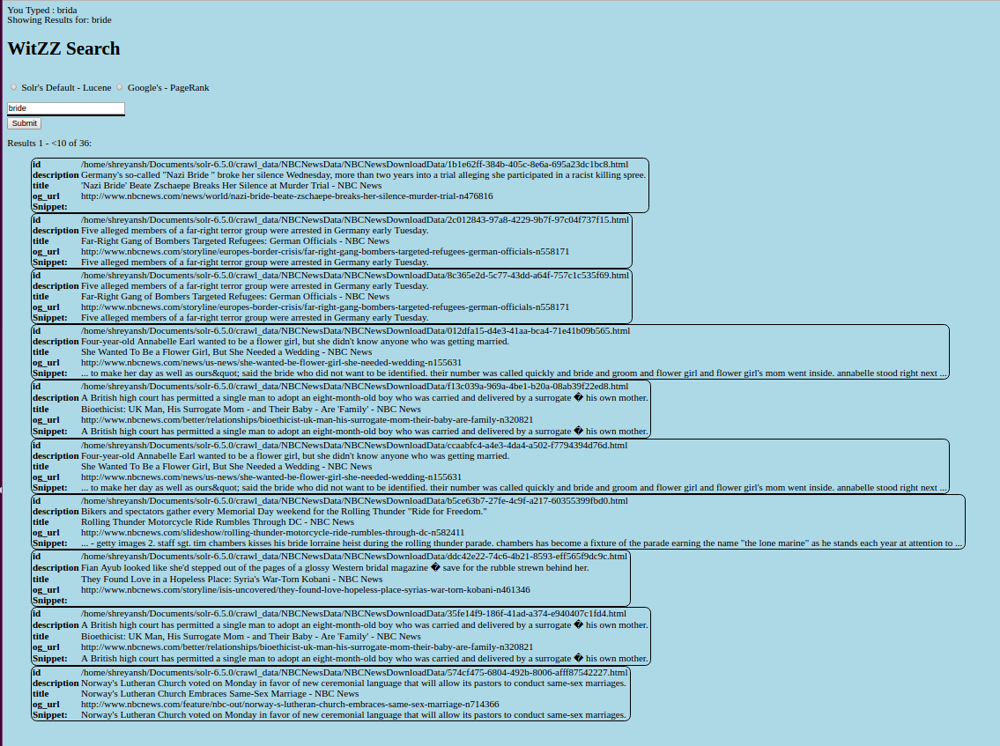 You Typed : brida
Showing Results for: bride
WitZZ Search
Solr's Default - Lucene Google's - PageRank
bride
Submit
Results 1 - <10 of 36:
id /home/shreyansh/Documents/solr-6.5.0/crawl_data/NBCNewsData/NBCNewsDownloadData/1b1e62ff-384b-405c-8e6a-695a23dc1bc8.html
description Germany's so-called "Nazi Bride " broke her silence Wednesday, more than two years into a trial alleging she participated in a racist killing spree.
title 'Nazi Bride' Beate Zschaepe Breaks Her Silence at Murder Trial - NBC News
og_url http://www.nbcnews.com/news/world/nazi-bride-beate-zschaepe-breaks-her-silence-murder-trial-n476816
Snippet:
id /home/shreyansh/Documents/solr-6.5.0/crawl_data/NBCNewsData/NBCNewsDownloadData/2c012843-97a8-4229-9b7f-97c04f737f15.html
description Five alleged members of a far-right terror group were arrested in Germany early Tuesday.
title Far-Right Gang of Bombers Targeted Refugees: German Officials - NBC News
og_url http://www.nbcnews.com/storyline/europes-border-crisis/far-right-gang-bombers-targeted-refugees-german-officials-n558171
Snippet: Five alleged members of a far-right terror group were arrested in Germany early Tuesday.
id /home/shreyansh/Documents/solr-6.5.0/crawl_data/NBCNewsData/NBCNewsDownloadData/8c365e2d-5c77-43dd-a64f-757c1c535f69.html
description Five alleged members of a far-right terror group were arrested in Germany early Tuesday.
title Far-Right Gang of Bombers Targeted Refugees: German Officials - NBC News
og_url http://www.nbcnews.com/storyline/europes-border-crisis/far-right-gang-bombers-targeted-refugees-german-officials-n558171
Snippet: Five alleged members of a far-right terror group were arrested in Germany early Tuesday.
id /home/shreyansh/Documents/solr-6.5.0/crawl_data/NBCNewsData/NBCNewsDownloadData/012dfa15-d4e3-41aa-bca4-71e41b09b565.html
description Four-year-old Annabelle Earl wanted to be a flower girl, but she didn't know anyone who was getting married.
title She Wanted To Be a Flower Girl, But She Needed a Wedding - NBC News
og_url http://www.nbcnews.com/news/us-news/she-wanted-be-flower-girl-she-needed-wedding-n155631
Snippet: ... to make her day as well as ours&quot; said the bride who did not want to be identified. their number was called quickly and bride and groom and flower girl and flower girl's mom went inside. annabelle stood right next ...
id /home/shreyansh/Documents/solr-6.5.0/crawl_data/NBCNewsData/NBCNewsDownloadData/f13c039a-969a-4be1-b20a-08ab39f22ed8.html
description A British high court has permitted a single man to adopt an eight-month-old boy who was carried and delivered by a surrogate � his own mother.
title Bioethicist: UK Man, His Surrogate Mom - and Their Baby - Are 'Family' - NBC News
og_url http://www.nbcnews.com/better/relationships/bioethicist-uk-man-his-surrogate-mom-their-baby-are-family-n320821
Snippet: A British high court has permitted a single man to adopt an eight-month-old boy who was carried and delivered by a surrogate � his own mother.
id /home/shreyansh/Documents/solr-6.5.0/crawl_data/NBCNewsData/NBCNewsDownloadData/ccaabfc4-a4e3-4da4-a502-f7794394d76d.html
description Four-year-old Annabelle Earl wanted to be a flower girl, but she didn't know anyone who was getting married.
title She Wanted To Be a Flower Girl, But She Needed a Wedding - NBC News
og_url http://www.nbcnews.com/news/us-news/she-wanted-be-flower-girl-she-needed-wedding-n155631
Snippet: ... to make her day as well as ours&quot; said the bride who did not want to be identified. their number was called quickly and bride and groom and flower girl and flower girl's mom went inside. annabelle stood right next ...
id /home/shreyansh/Documents/solr-6.5.0/crawl_data/NBCNewsData/NBCNewsDownloadData/b5ce63b7-27fe-4c9f-a217-60355399fbd0.html
description Bikers and spectators gather every Memorial Day weekend for the Rolling Thunder "Ride for Freedom."
title Rolling Thunder Motorcycle Ride Rumbles Through DC - NBC News
og_url http://www.nbcnews.com/slideshow/rolling-thunder-motorcycle-ride-rumbles-through-dc-n582411
Snippet: ... - getty images 2. staff sgt. tim chambers kisses his bride lorraine heist during the rolling thunder parade. chambers has become a fixture of the parade earning the name "the lone marine" as he stands each year at attention to ...
id /home/shreyansh/Documents/solr-6.5.0/crawl_data/NBCNewsData/NBCNewsDownloadData/ddc42e22-74c6-4b21-8593-eff565f9dc9c.html
description Fian Ayub looked like she'd stepped out of the pages of a glossy Western bridal magazine � save for the rubble strewn behind her.
title They Found Love in a Hopeless Place: Syria's War-Torn Kobani - NBC News
og_url http://www.nbcnews.com/storyline/isis-uncovered/they-found-love-hopeless-place-syrias-war-torn-kobani-n461346
Snippet:
id /home/shreyansh/Documents/solr-6.5.0/crawl_data/NBCNewsData/NBCNewsDownloadData/35fe14f9-186f-41ad-a374-e940407c1fd4.html
description A British high court has permitted a single man to adopt an eight-month-old boy who was carried and delivered by a surrogate � his own mother.
title Bioethicist: UK Man, His Surrogate Mom - and Their Baby - Are 'Family' - NBC News
og_url http://www.nbcnews.com/better/relationships/bioethicist-uk-man-his-surrogate-mom-their-baby-are-family-n320821
Snippet: A British high court has permitted a single man to adopt an eight-month-old boy who was carried and delivered by a surrogate � his own mother.
id /home/shreyansh/Documents/solr-6.5.0/crawl_data/NBCNewsData/NBCNewsDownloadData/574cf475-6804-492b-8006-afff87542227.html
description Norway's Lutheran Church voted on Monday in favor of new ceremonial language that will allow its pastors to conduct same-sex marriages.
title Norway's Lutheran Church Embraces Same-Sex Marriage - NBC News
og_url http://www.nbcnews.com/feature/nbc-out/norway-s-lutheran-church-embraces-same-sex-marriage-n714366
Snippet: Norway's Lutheran Church voted on Monday in favor of new ceremonial language that will allow its pastors to conduct same-sex marriages.